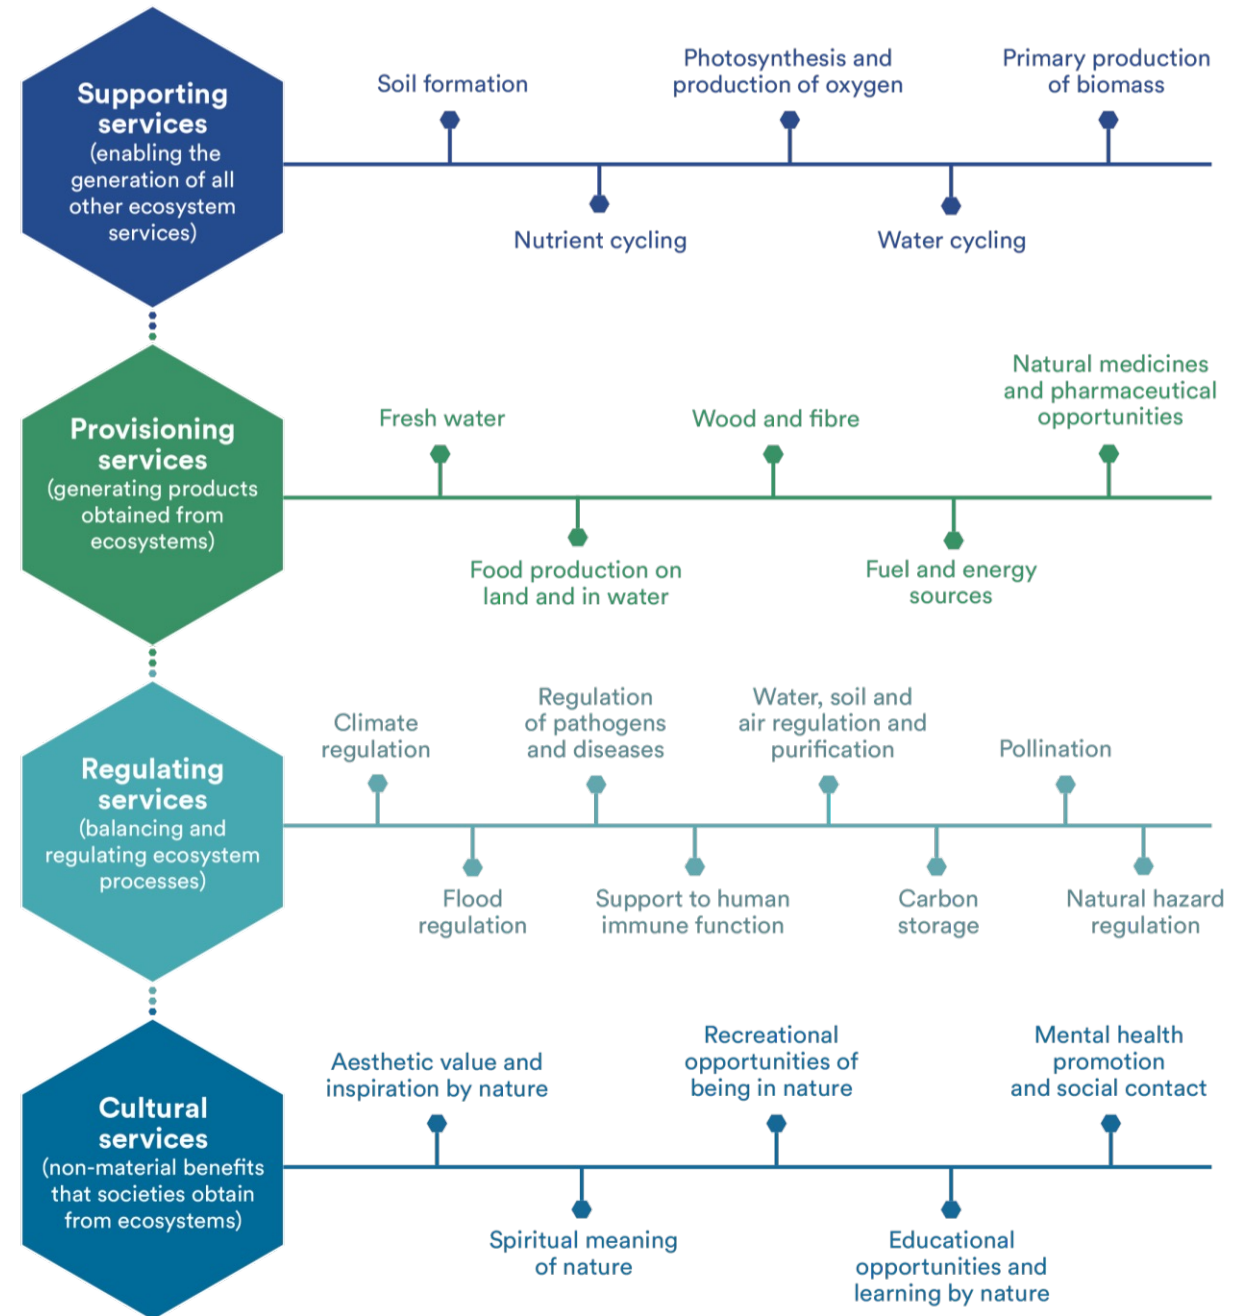 Supporting
services
(enabling the
generation of all
other ecosystem
services)
Soil formation
Nutrient cycling
Photosynthesis and
production of oxygen
Water cycling
Primary production
of biomass
Provisioning
services
(generating products
obtained from
ecosystems)
Fresh water
Food production on
land and in water
Wood and fibre
Fuel and energy
sources
Natural medicines
and pharmaceutical
opportunities
Regulating
services
(balancing and
regulating ecosystem
processes)
Climate
regulation
Flood
regulation
Regulation
of pathogens
and diseases
Support to human
immune function
Water, soil and
air regulation and
purification
Carbon
storage
Pollination
Natural hazard
regulation
Cultural
services
(non-material benefits
that societies obtain
from ecosystems)
Aesthetic value and
inspiration by nature
Spiritual meaning
of nature
Recreational
opportunities of
being in nature
Educational
opportunities and
learning by nature
Mental health
promotion
and social contact